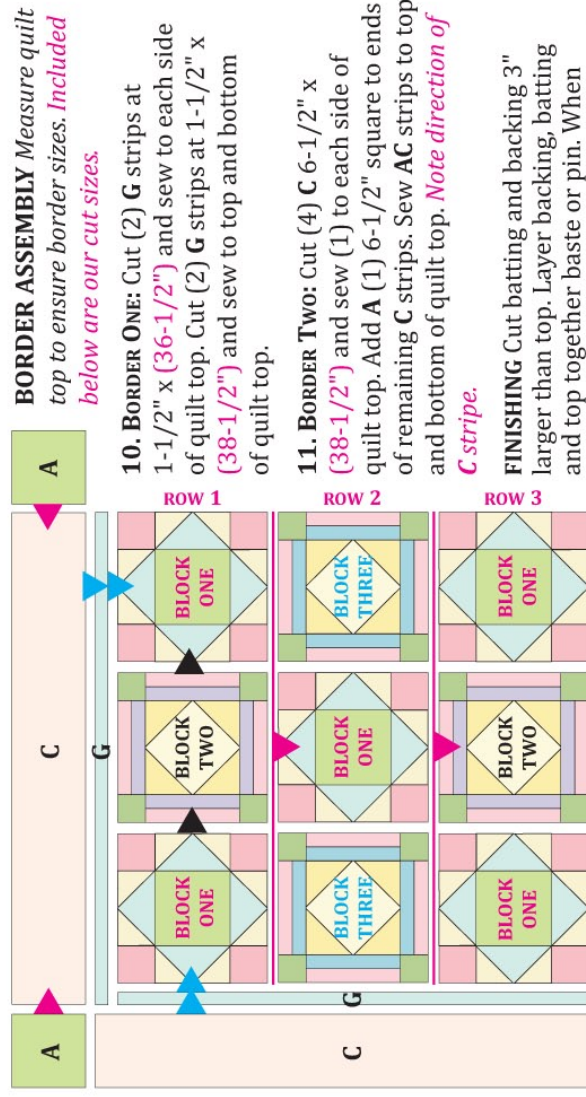 BORDER ASSEMBLY Measure quilt
top to ensure border sizes. Included
below are our cut sizes.
10. BORDER ONE: Cut (2) G strips at
1-1/2" x (36-1/2") and sew to each side
of quilt top. Cut (2) G strips at 1-1/2" x
(38-1/2") and sew to top and bottom
of quilt top.
11. BORDER TWO: Cut (4) C 6-1/2" x
(38-1/2") and sew (1) to each side of
quilt top. Add A (1) 6-1/2" square to ends
of remaining C strips. Sew AC strips to top
and bottom of quilt top. Note direction of
C stripe.
FINISHING Cut batting and backing 3"
larger than top. Layer backing, batting
and top together baste or pin. When
A
C
A
G
C
G
BLOCK
ONE
BLOCK
TWO
BLOCK
ONE
ROW 1
BLOCK
THREE
BLOCK
ONE
BLOCK
THREE
ROW 2
BLOCK
ONE
BLOCK
TWO
BLOCK
ONE
ROW 3